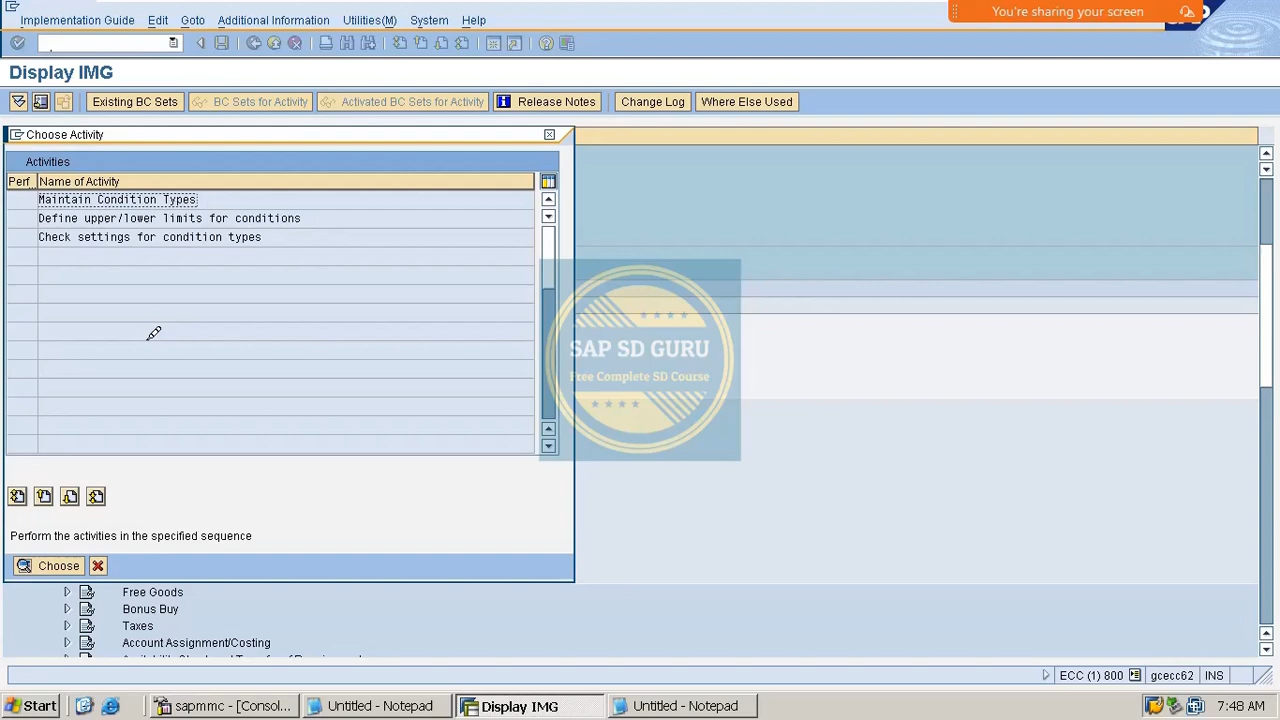 Implementation Guide Edit Goto Additional Information Utilities(M) System Help
You're sharing your screen
Display IMG
Existing BC Sets BC Sets for Activity Activated BC Sets for Activity Release Notes Change Log Where Else Used
Choose Activity
Activities
Perf.. Name of Activity
Maintain Condition Types
Define upper/lower limits for conditions
Check settings for condition types
SAP SD GURU
Free Complete SD Course
Perform the activities in the specified sequence
Choose
Free Goods
Bonus Buy
Taxes
Account Assignment/Costing
ECC (1) 800 gcecc62 INS
Start sapmmc - [Consol... Untitled - Notepad Display IMG Untitled - Notepad 7:48 AM